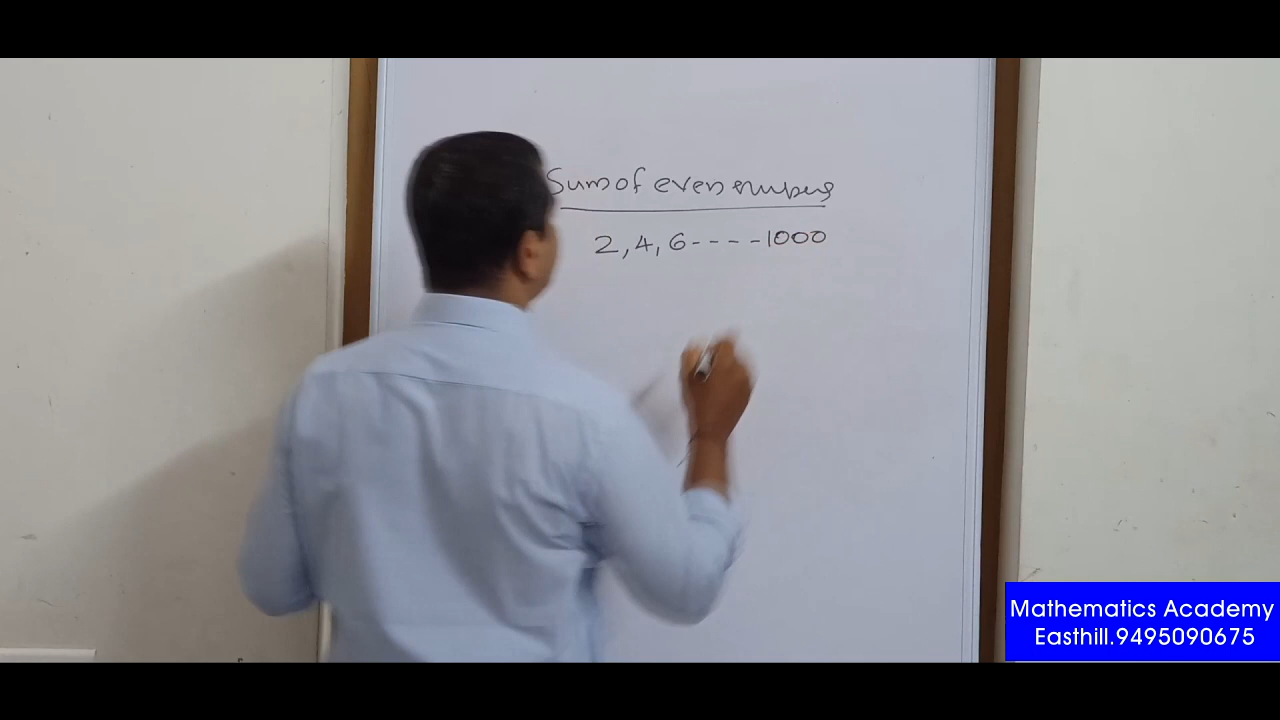 Sum of even numbers
2, 4, 6 - - - - 1000
Mathematics Academy
Easthill.9495090675